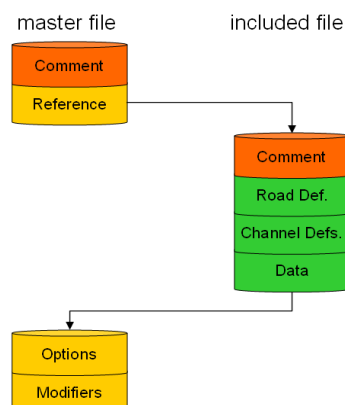 master file
included file
Comment
Reference
Comment
Road Def.
Channel Defs.
Data
Options
Modifiers